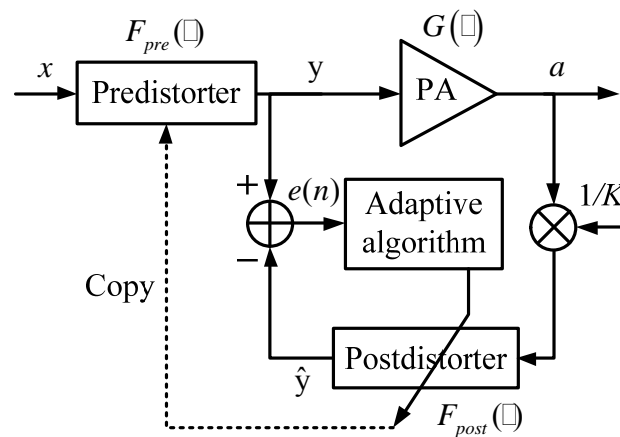 F_pre(□)
G(□)
x
Predistorter
y
PA
a
+
e(n)
Adaptive
algorithm
1/K
−
Copy
ŷ
Postdistorter
F_post(□)